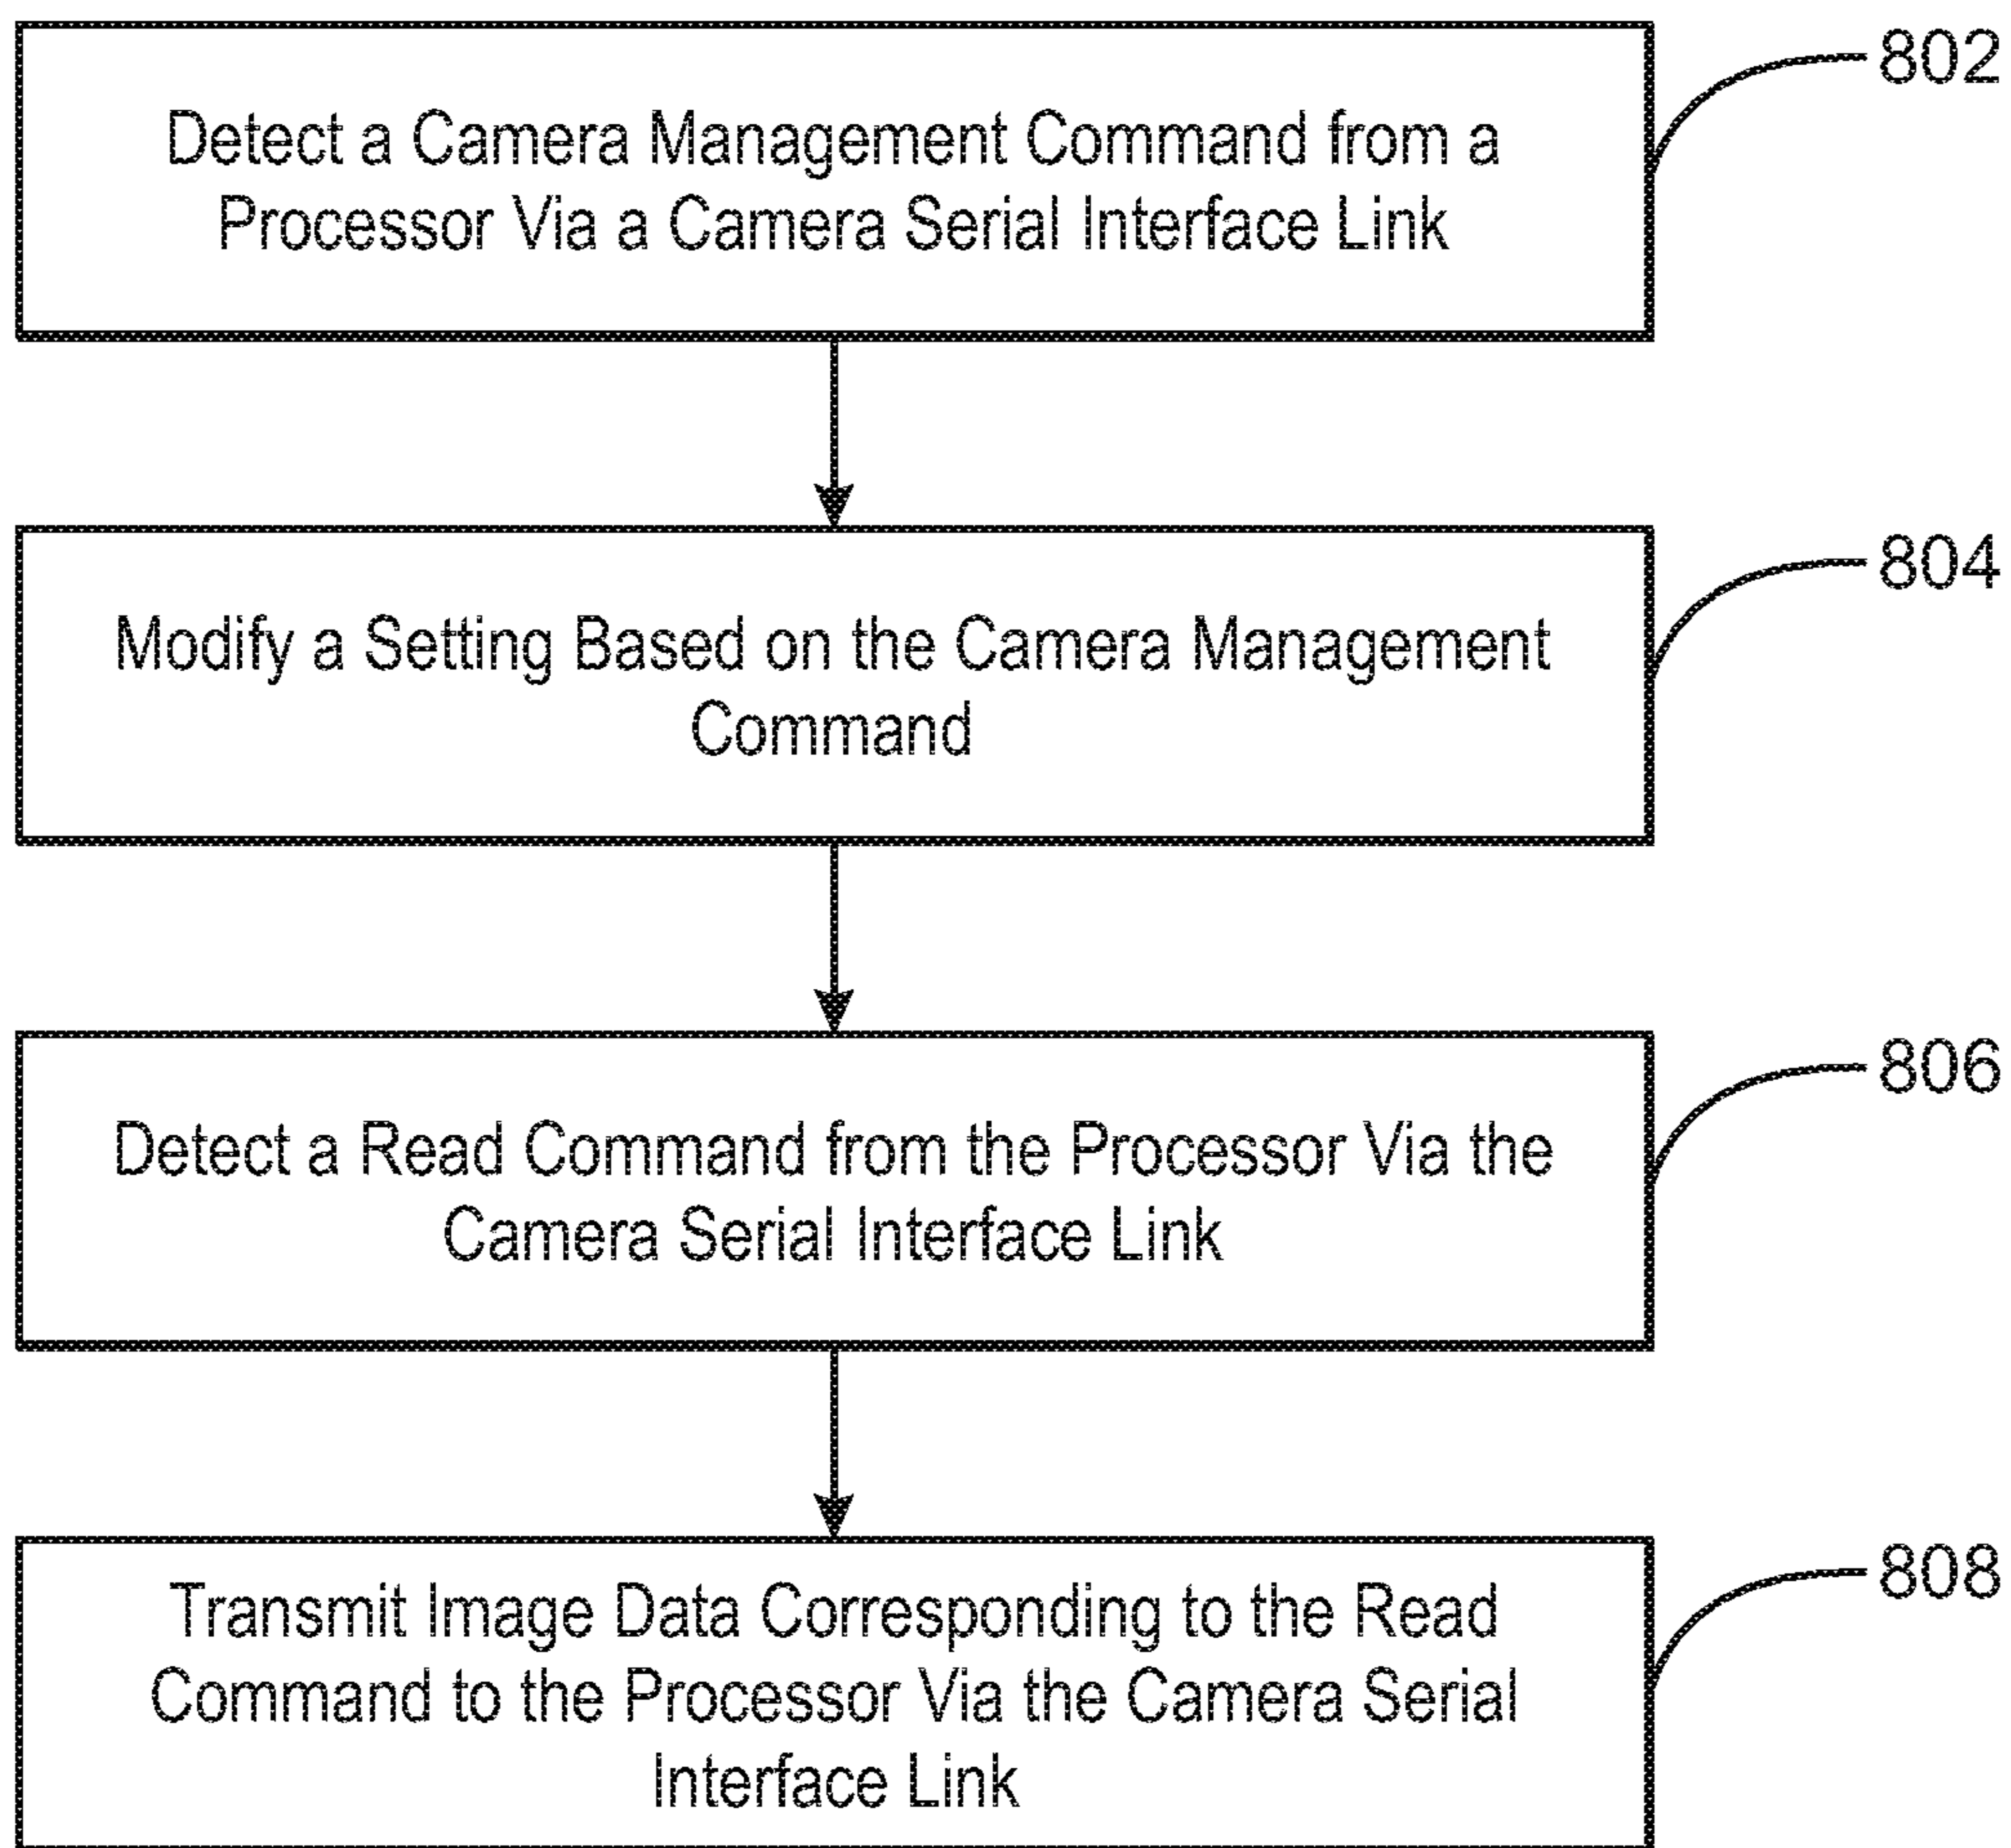 802
Detect a Camera Management Command from a
Processor Via a Camera Serial Interface Link
804
Modify a Setting Based on the Camera Management
Command
806
Detect a Read Command from the Processor Via the
Camera Serial Interface Link
808
Transmit Image Data Corresponding to the Read
Command to the Processor Via the Camera Serial
Interface Link